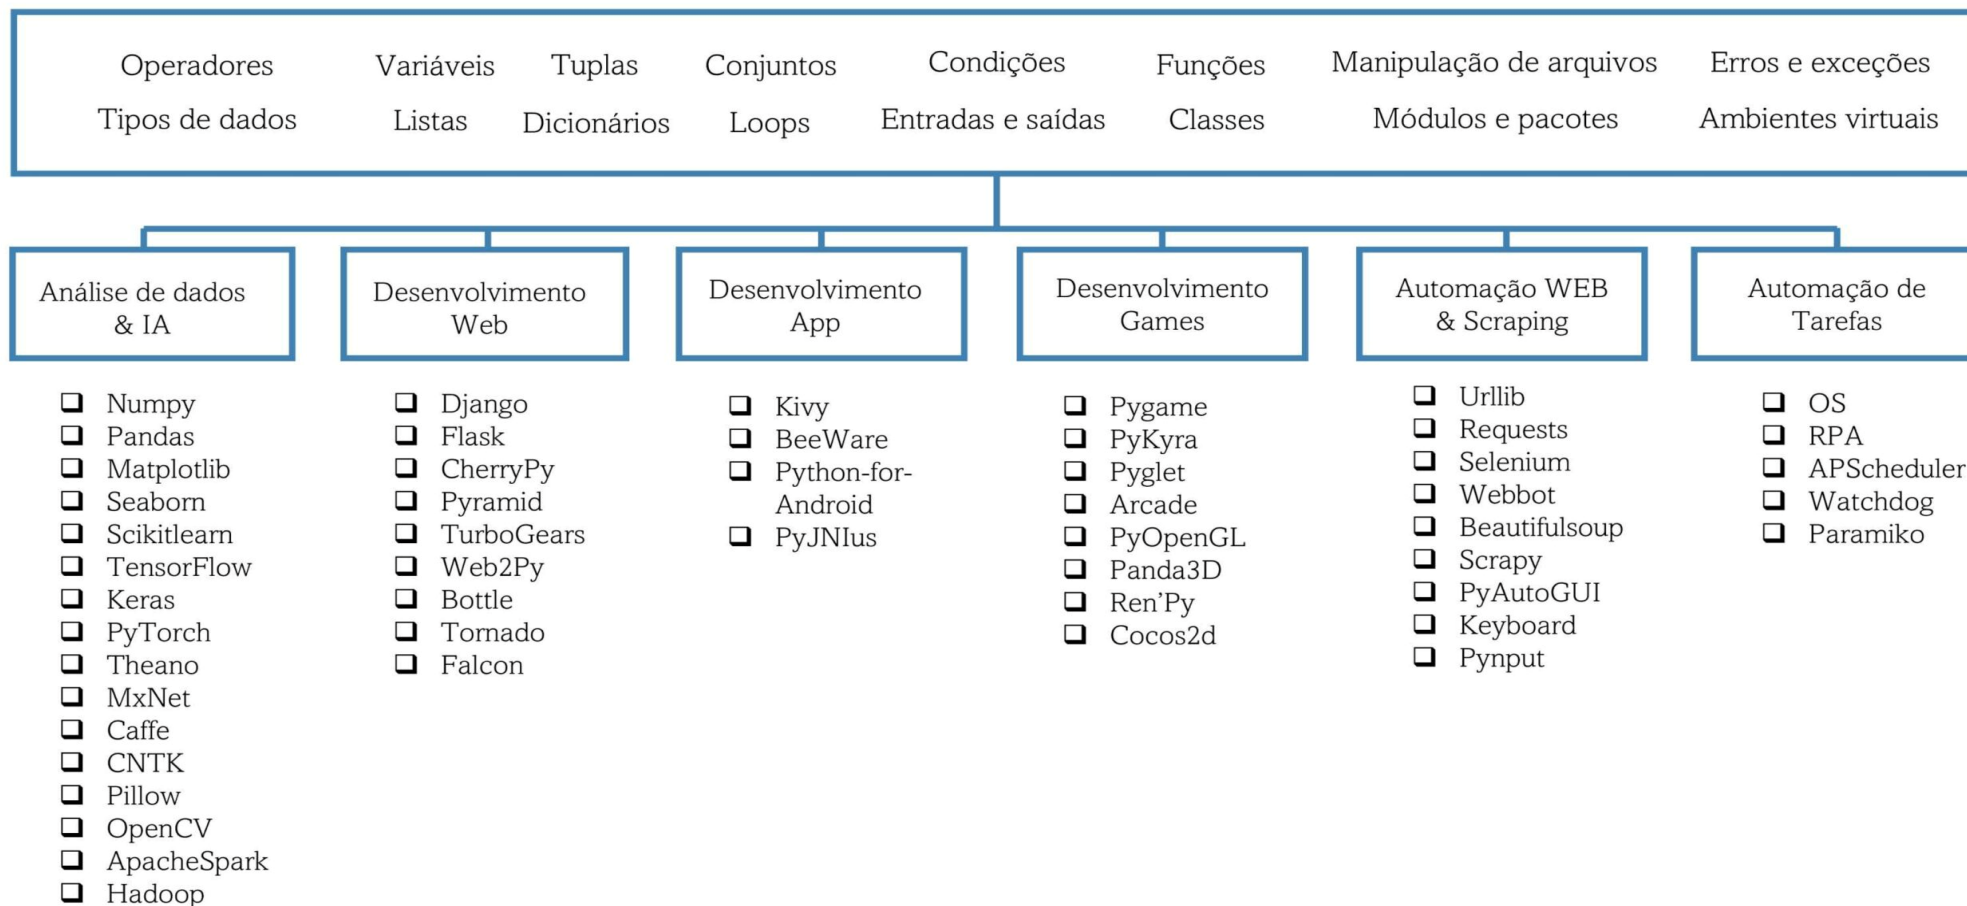 Operadores Variáveis Tuplas Conjuntos Condições Funções Manipulação de arquivos Erros e exceções
Tipos de dados Listas Dicionários Loops Entradas e saídas Classes Módulos e pacotes Ambientes virtuais
Análise de dados
& IA
Numpy
Pandas
Matplotlib
Seaborn
Scikitlearn
TensorFlow
Keras
PyTorch
Theano
MxNet
Caffe
CNTK
Pillow
OpenCV
ApacheSpark
Hadoop
Desenvolvimento
Web
Django
Flask
CherryPy
Pyramid
TurboGears
Web2Py
Bottle
Tornado
Falcon
Desenvolvimento
App
Kivy
BeeWare
Python-for-
Android
PyJNIus
Desenvolvimento
Games
Pygame
PyKyra
Pyglet
Arcade
PyOpenGL
Panda3D
Ren’Py
Cocos2d
Automação WEB
& Scraping
Urllib
Requests
Selenium
Webbot
Beautifulsoup
Scrapy
PyAutoGUI
Keyboard
Pynput
Automação de
Tarefas
OS
RPA
APScheduler
Watchdog
Paramiko